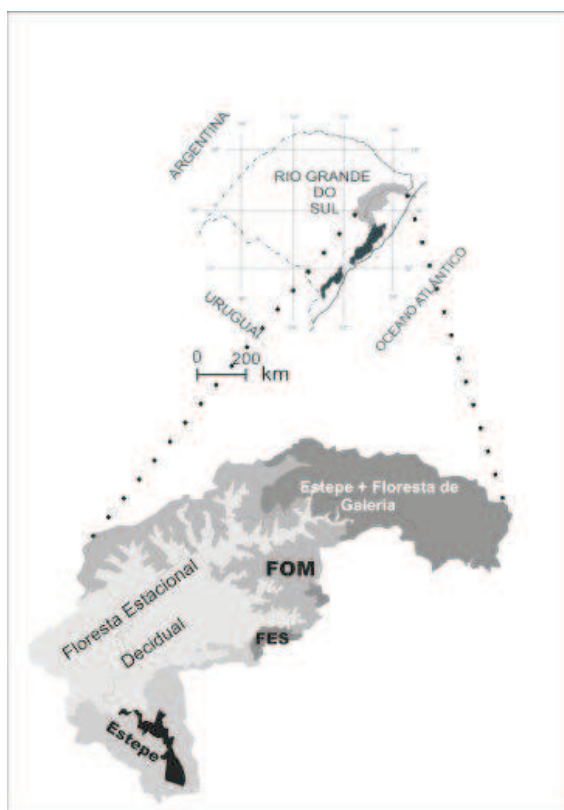 ARGENTINA
RIO GRANDE
DO
SUL
URUGUAI
OCEANO ATLÂNTICO
0 200
km
Estepe + Floresta de
Galeria
FOM
Floresta Estacional
Decidual
FES
Estepe